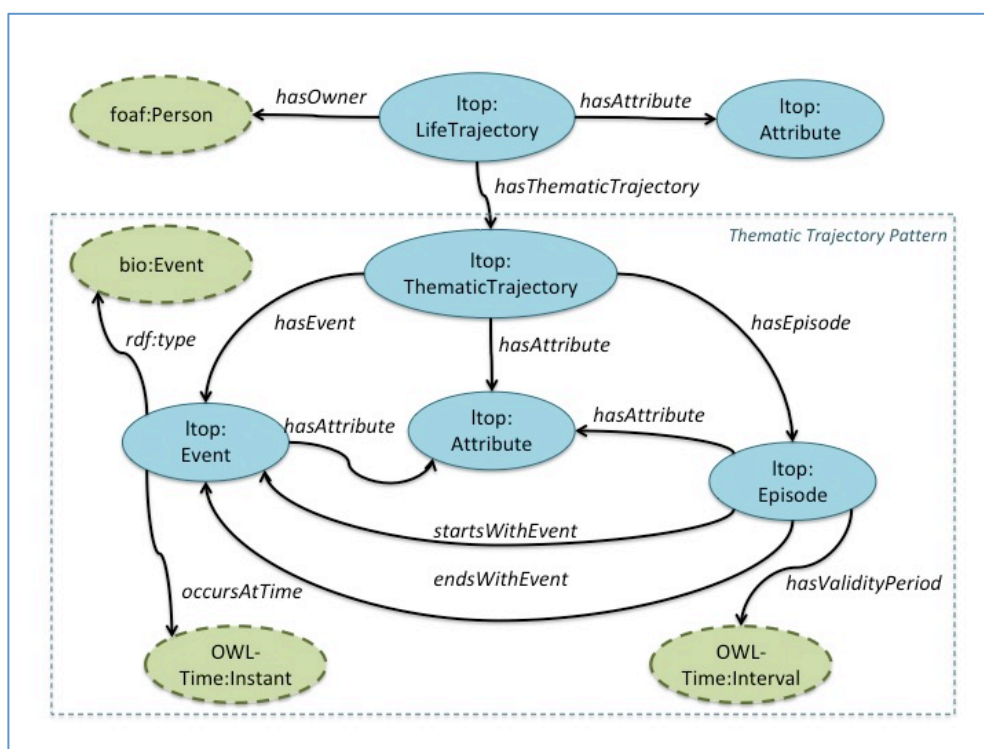 foaf:Person
hasOwner
ltop:
LifeTrajectory
hasAttribute
ltop:
Attribute
hasThematicTrajectory
Thematic Trajectory Pattern
bio:Event
ltop:
ThematicTrajectory
rdf:type
hasEvent
hasAttribute
hasEpisode
ltop:
Event
hasAttribute
ltop:
Attribute
hasAttribute
ltop:
Episode
startsWithEvent
endsWithEvent
occursAtTime
hasValidityPeriod
OWL-
Time:Instant
OWL-
Time:Interval